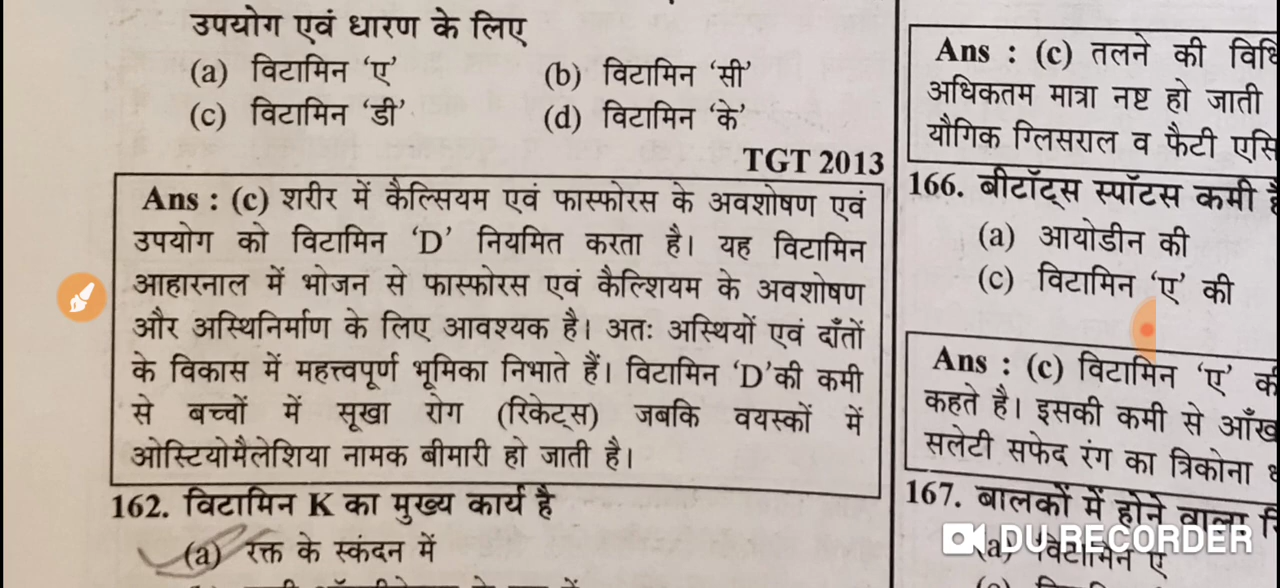 उपयोग एवं धारण के लिए
(a) विटामिन ‘ए’ (b) विटामिन ‘सी’
(c) विटामिन ‘डी’ (d) विटामिन ‘के’
TGT 2013
Ans : (c) शरीर में कैल्सियम एवं फास्फोरस के अवशोषण एवं
उपयोग को विटामिन ‘D’ नियमित करता है। यह विटामिन
आहारनाल में भोजन से फास्फोरस एवं कैल्शियम के अवशोषण
और अस्थिनिर्माण के लिए आवश्यक है। अतः अस्थियों एवं दाँतों
के विकास में महत्त्वपूर्ण भूमिका निभाते हैं। विटामिन ‘D’की कमी
से बच्चों में सूखा रोग (रिकेट्स) जबकि वयस्कों में
ओस्टियोमैलेशिया नामक बीमारी हो जाती है।
162. विटामिन K का मुख्य कार्य है
(a) रक्त के स्कंदन में
Ans : (c) तलने की
अधिकतम मात्रा नष्ट हो जाती
यौगिक ग्लिसराल व फैटी
166. बीटॉट्स स्पॉटस कमी
(a) आयोडीन की
(c) विटामिन ‘ए’ की
Ans : (c) विटामिन ‘ए’
कहते है। इसकी कमी से
सलेटी सफेद रंग का त्रिकोना
167. बालकों में होने वाला
(a) विटामिन ए
DU RECORDER